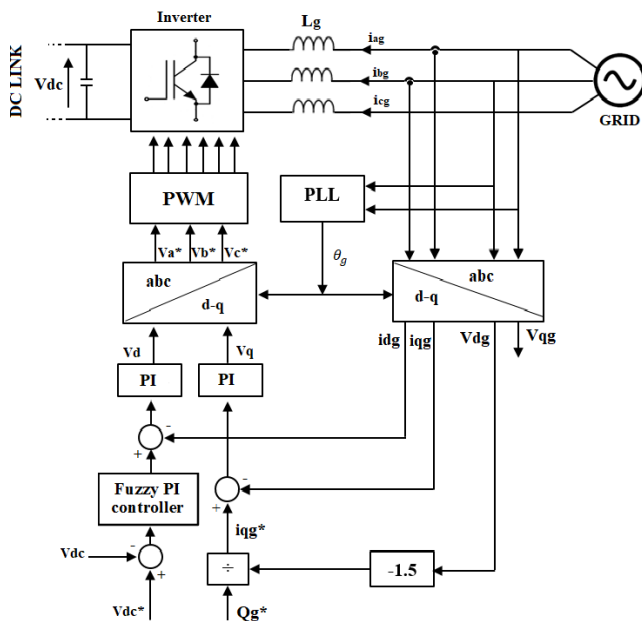 Inverter
Lg
iag
DC LINK
Vdc
ibg
icg
GRID
PWM
PLL
Va*
Vb*
Vc*
θg
abc
d-q
abc
d-q
Vd
Vq
idg
iqg
Vdg
Vqg
PI
PI
-
+
Fuzzy PI
controller
-
+
iqg*
Vdc
-
+
÷
-1.5
Vdc*
Qg*